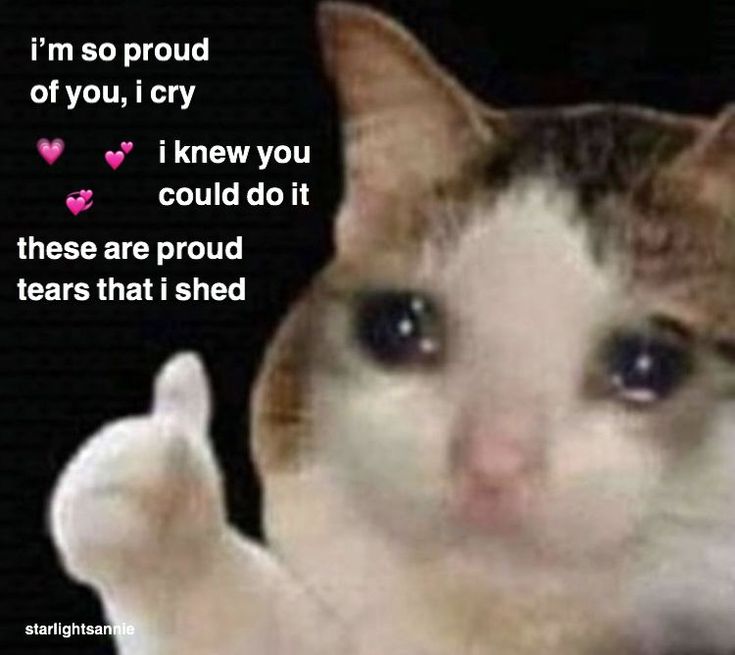 i'm so proud
of you, i cry
i knew you
could do it
these are proud
tears that i shed
starlightsannie